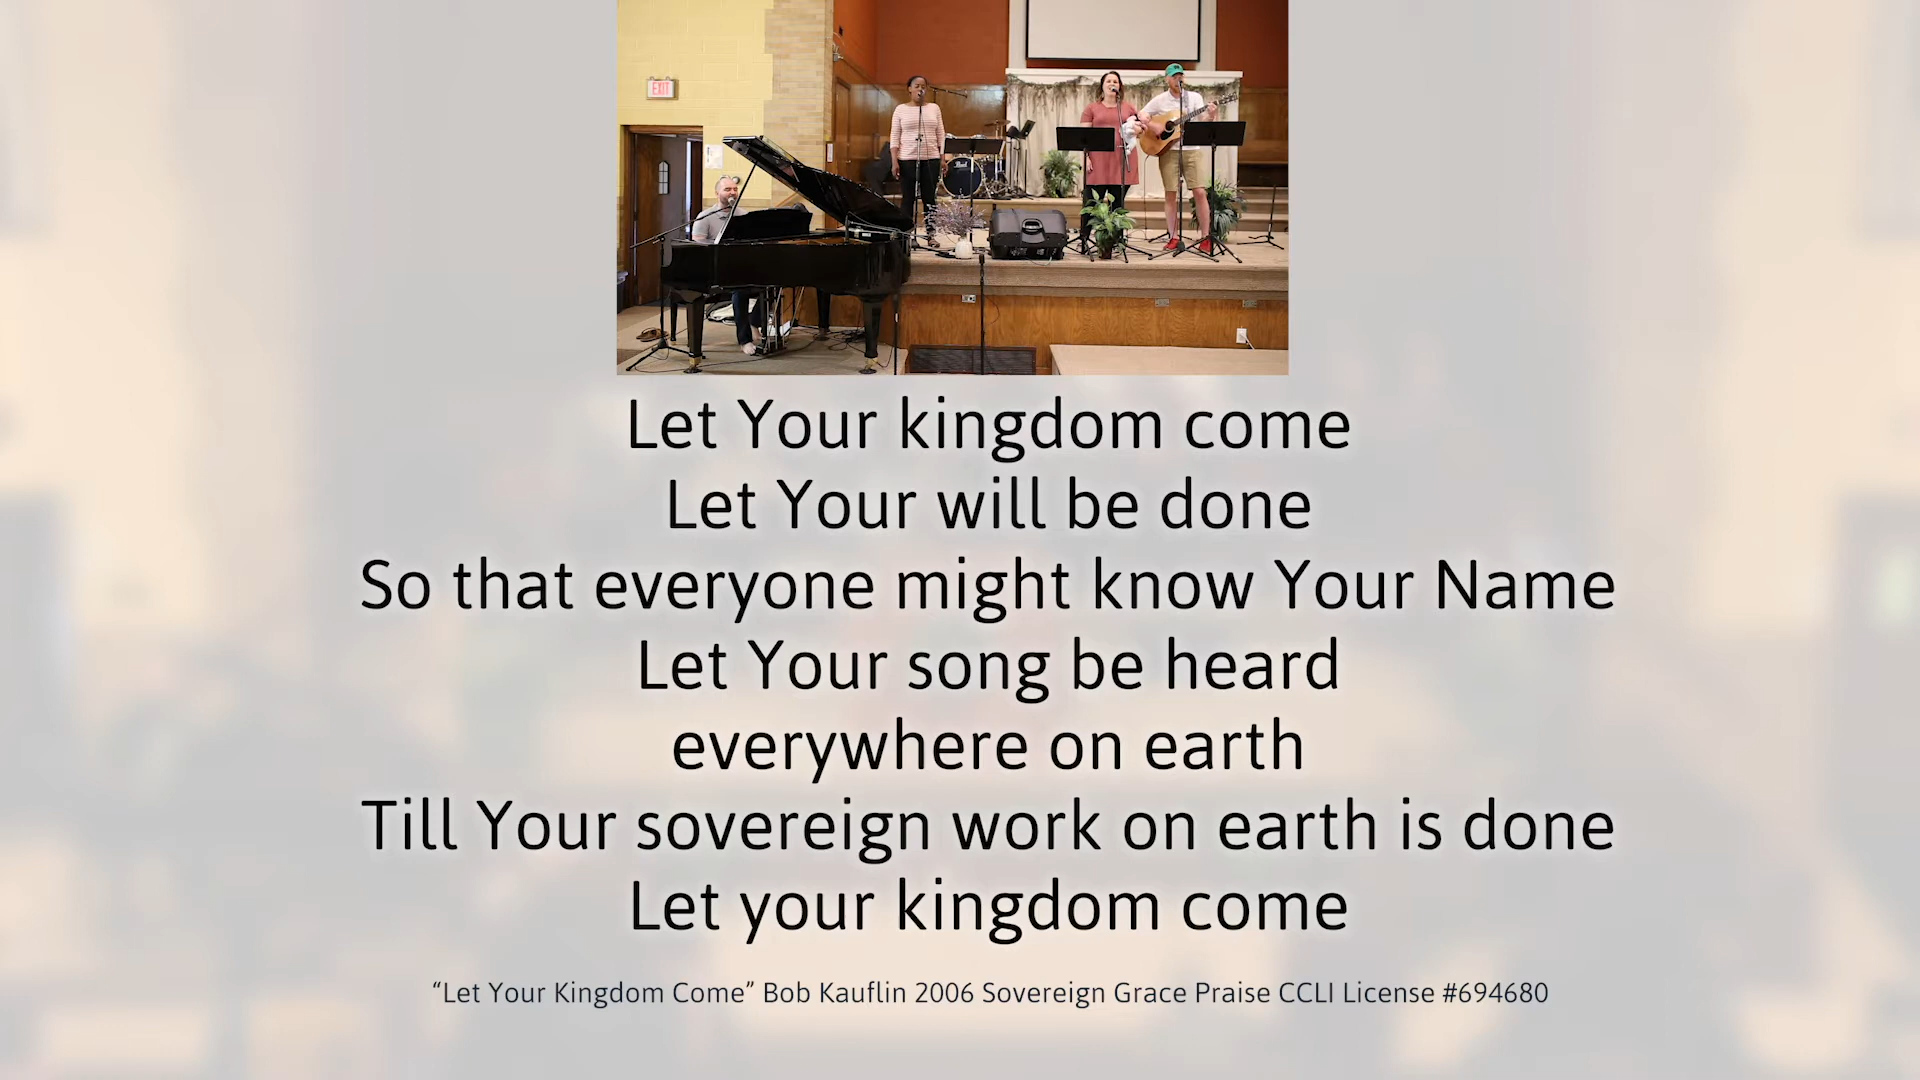 EXIT
Let Your kingdom come
Let Your will be done
So that everyone might know Your Name
Let Your song be heard
everywhere on earth
Till Your sovereign work on earth is done
Let your kingdom come
“Let Your Kingdom Come” Bob Kauflin 2006 Sovereign Grace Praise CCLI License #694680